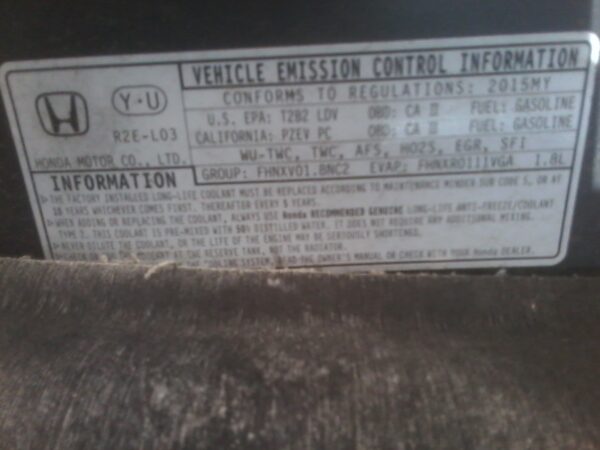 VEHICLE EMISSION CONTROL INFORMATION
CONFORMS TO REGULATIONS: 2015MY
U.S. EPA: T2B2 LDV OBD: CA II FUEL: GASOLINE
CALIFORNIA: PZEV PC OBD: CA II FUEL: GASOLINE
WU-TWC, TWC, AFS, HO2S, EGR, SFI
GROUP: FHNXV01.8NC2 EVAP: FHNXR0111VGA 1.8L
Y-U
R2E-L03
HONDA MOTOR CO., LTD.
INFORMATION
THE FACTORY INSTALLED LONG-LIFE COOLANT MUST BE REPLACED ACCORDING TO MAINTENANCE MINDER SUB CODE 5, OR AT
10 YEARS WHICHEVER COMES FIRST. THEREAFTER EVERY 5 YEARS.
WHEN ADDING OR REPLACING THE COOLANT, ALWAYS USE Honda RECOMMENDED GENUINE LONG-LIFE ANTI-FREEZE/COOLANT
TYPE 2. THIS COOLANT IS PRE-MIXED WITH 50% DISTILLED WATER. IT DOES NOT REQUIRE ANY ADDITIONAL MIXING.
NEVER DILUTE THE COOLANT, OR THE LIFE OF THE ENGINE MAY BE SERIOUSLY SHORTENED.
AT THE RESERVE TANK, NOT THE RADIATOR.
COOLING SYSTEM, READ THE OWNER'S MANUAL OR CHECK WITH YOUR Honda DEALER.